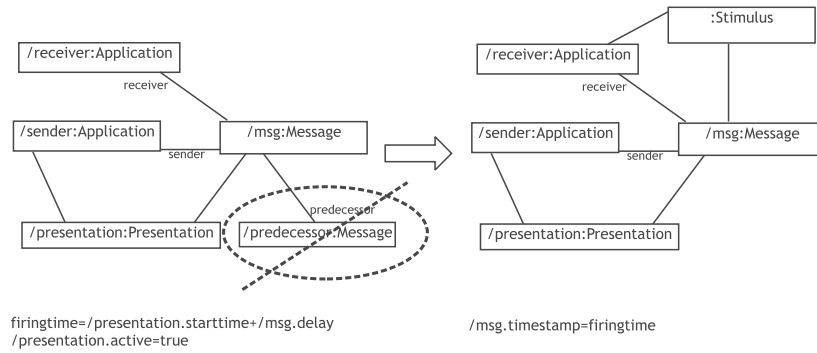 /receiver:Application
receiver
/sender:Application
sender
/msg:Message
predecessor
/presentation:Presentation
/predecessor:Message
firingtime=/presentation.starttime+/msg.delay
/presentation.active=true
:Stimulus
/receiver:Application
receiver
/sender:Application
sender
/msg:Message
/presentation:Presentation
/msg.timestamp=firingtime